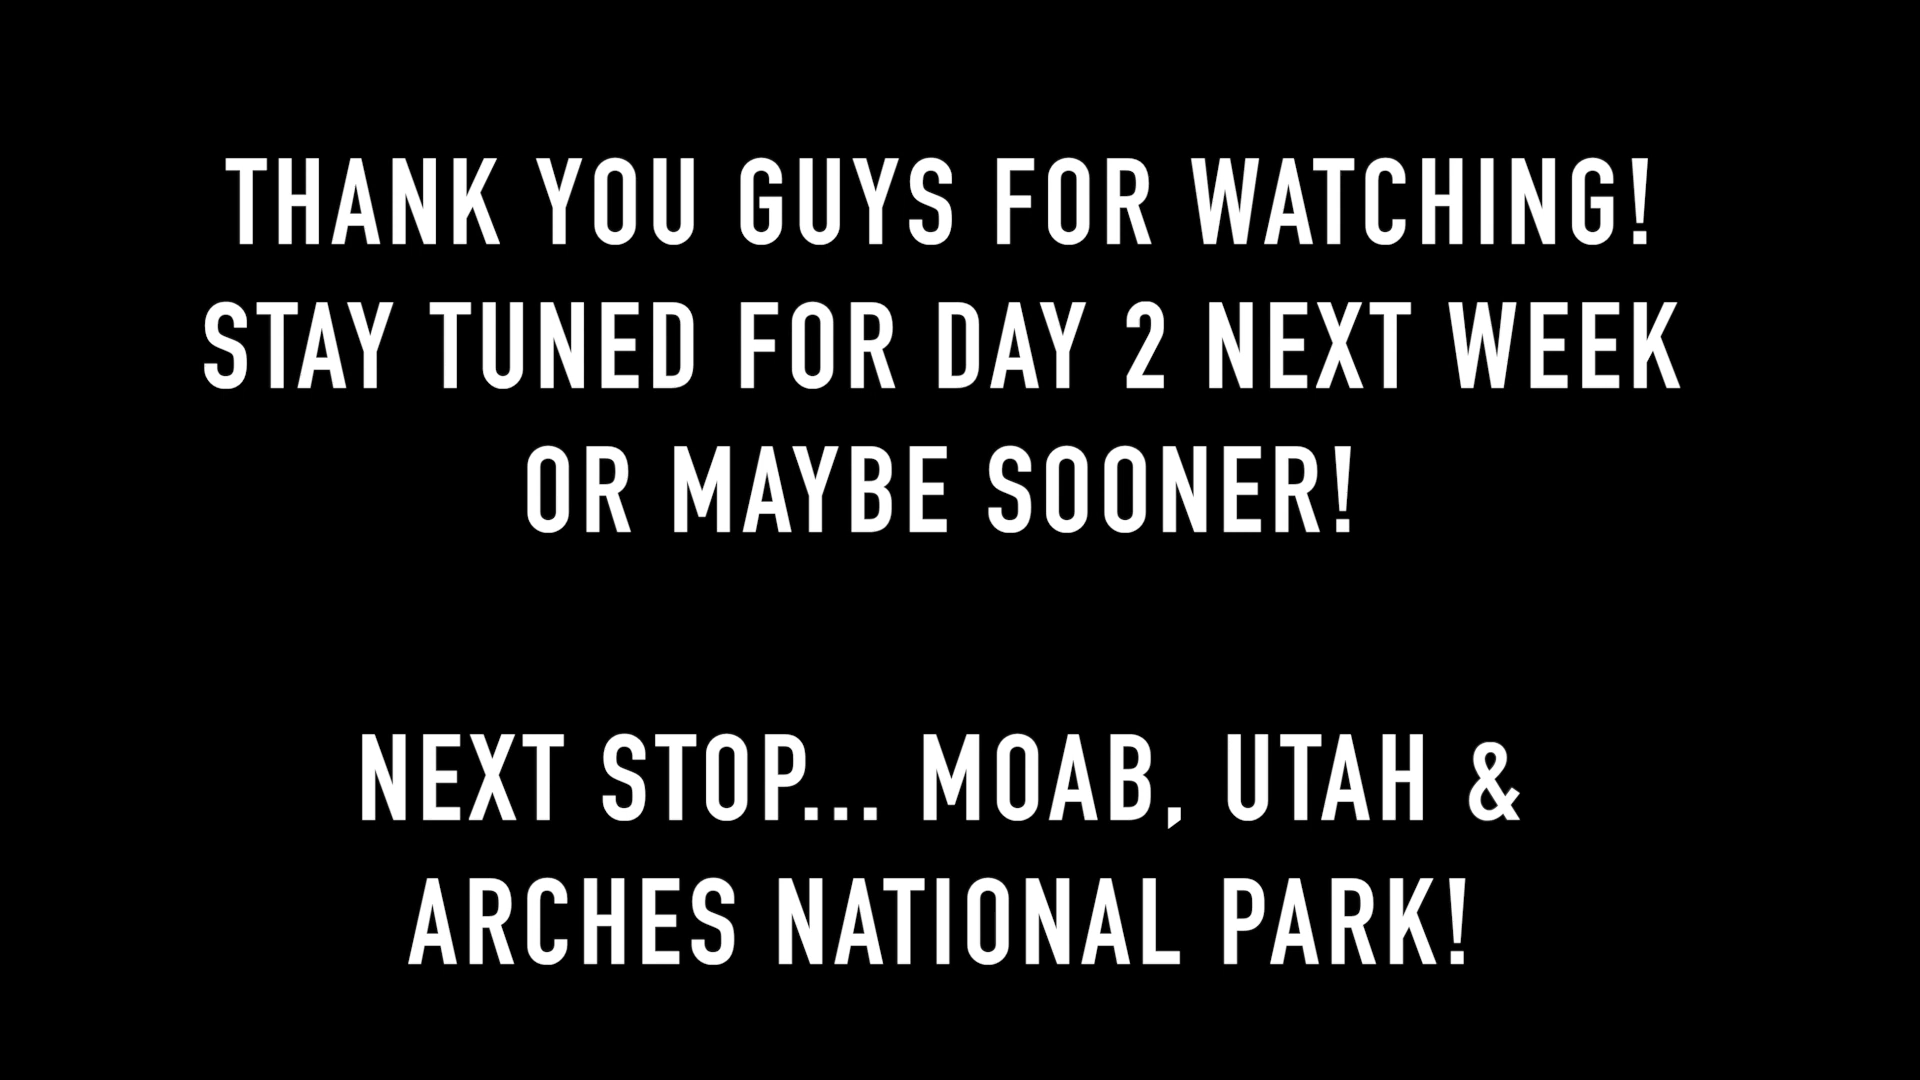 THANK YOU GUYS FOR WATCHING!
STAY TUNED FOR DAY 2 NEXT WEEK
OR MAYBE SOONER!
NEXT STOP... MOAB, UTAH &
ARCHES NATIONAL PARK!